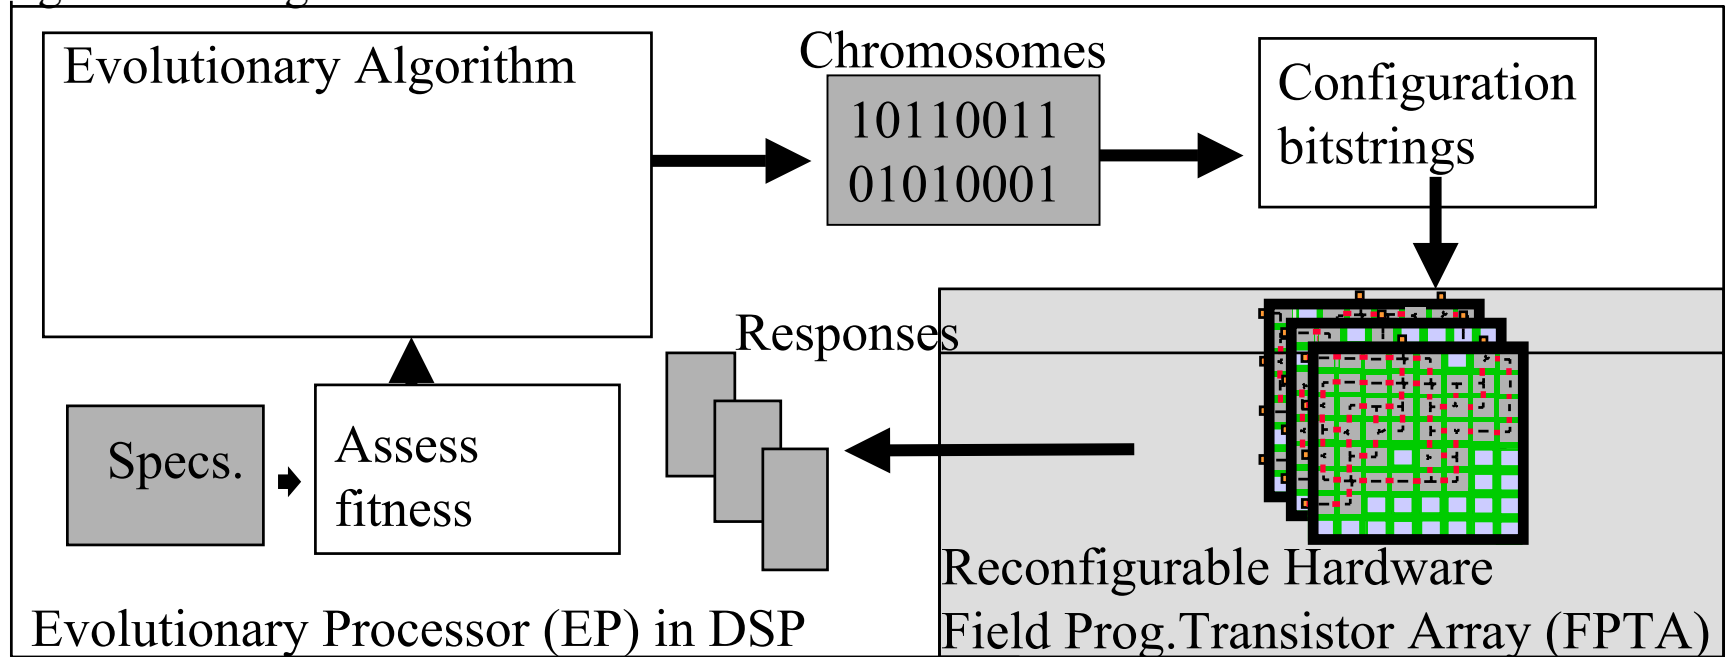 Evolutionary Algorithm
Chromosomes
10110011
01010001
Configuration
bitstrings
Responses
Specs.
Assess
fitness
Reconfigurable Hardware
Field Prog.Transistor Array (FPTA)
Evolutionary Processor (EP) in DSP